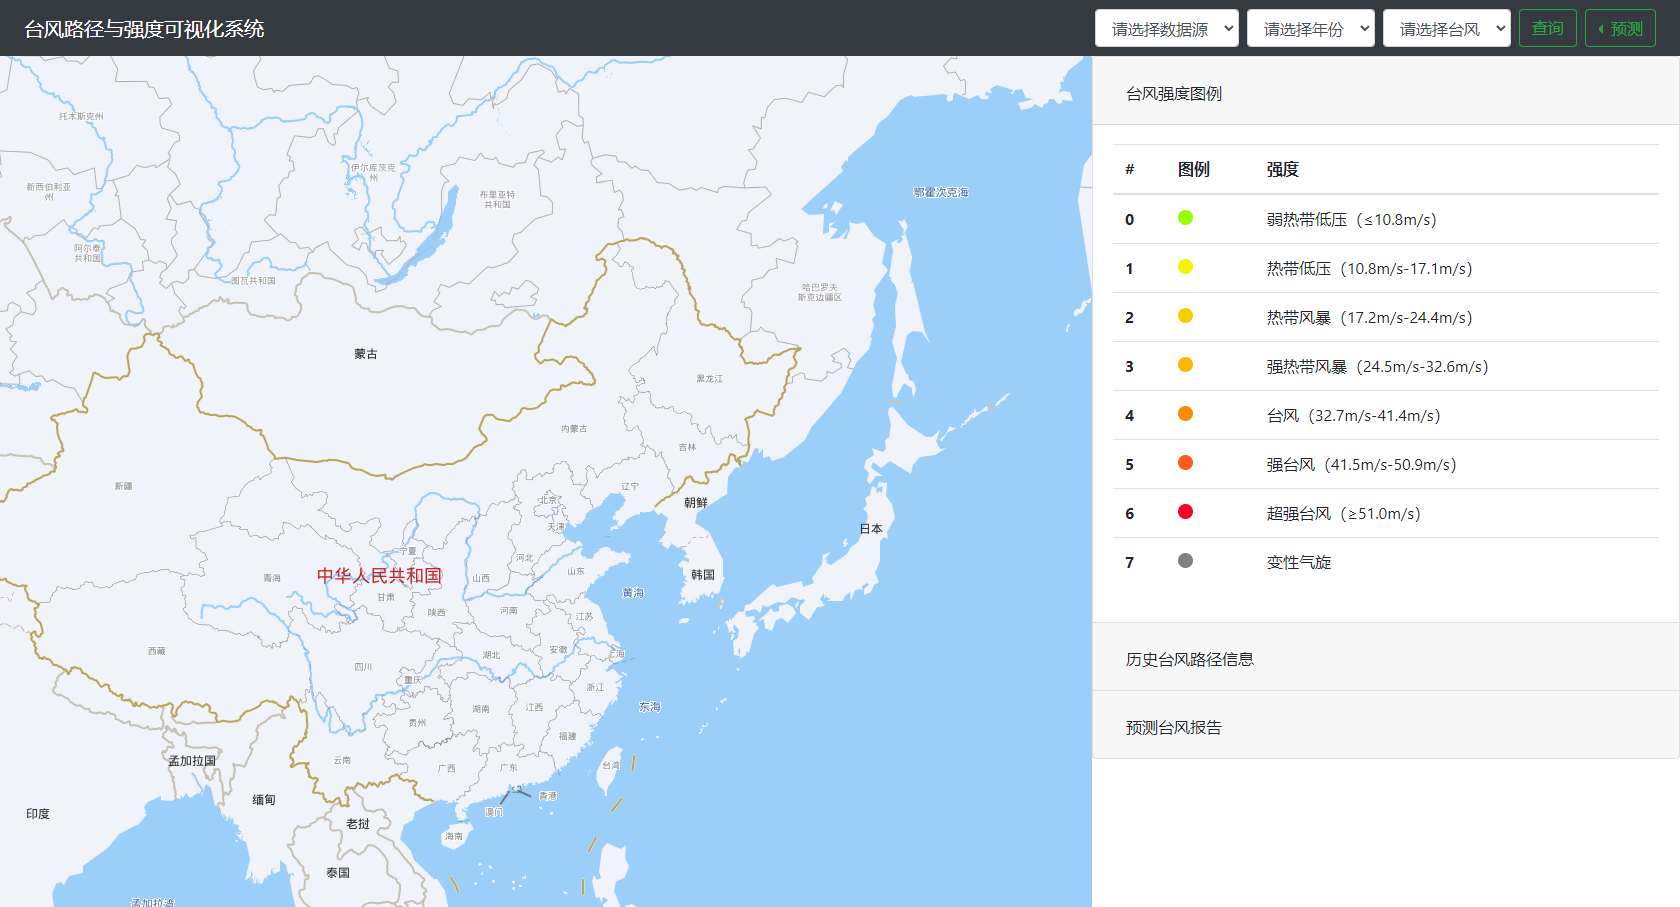 台风路径与强度可视化系统
请选择数据源
请选择年份
请选择台风
查询
预测
托木斯克州
新西伯利亚
州
伊尔库茨克
州
布里亚特
共和国
鄂霍次克海
阿尔泰
共和国
图瓦共和国
哈巴罗夫
斯克边疆区
蒙古
黑龙江
内蒙古
吉林
新疆
辽宁
北京
朝鲜
天津
日本
宁夏
河北
青海
中华人民共和国
山西
山东
韩国
甘肃
黄海
陕西
河南
江苏
西藏
湖北
安徽
上海
四川
重庆
浙江
湖南
江西
东海
贵州
福建
孟加拉国
云南
广西
广东
台湾
缅甸
香港
澳门
印度
老挝
海南
泰国
孟加拉湾
台风强度图例
# 图例 强度
0 弱热带低压（≤10.8m/s）
1 热带低压（10.8m/s-17.1m/s）
2 热带风暴（17.2m/s-24.4m/s）
3 强热带风暴（24.5m/s-32.6m/s）
4 台风（32.7m/s-41.4m/s）
5 强台风（41.5m/s-50.9m/s）
6 超强台风（≥51.0m/s）
7 变性气旋
历史台风路径信息
预测台风报告